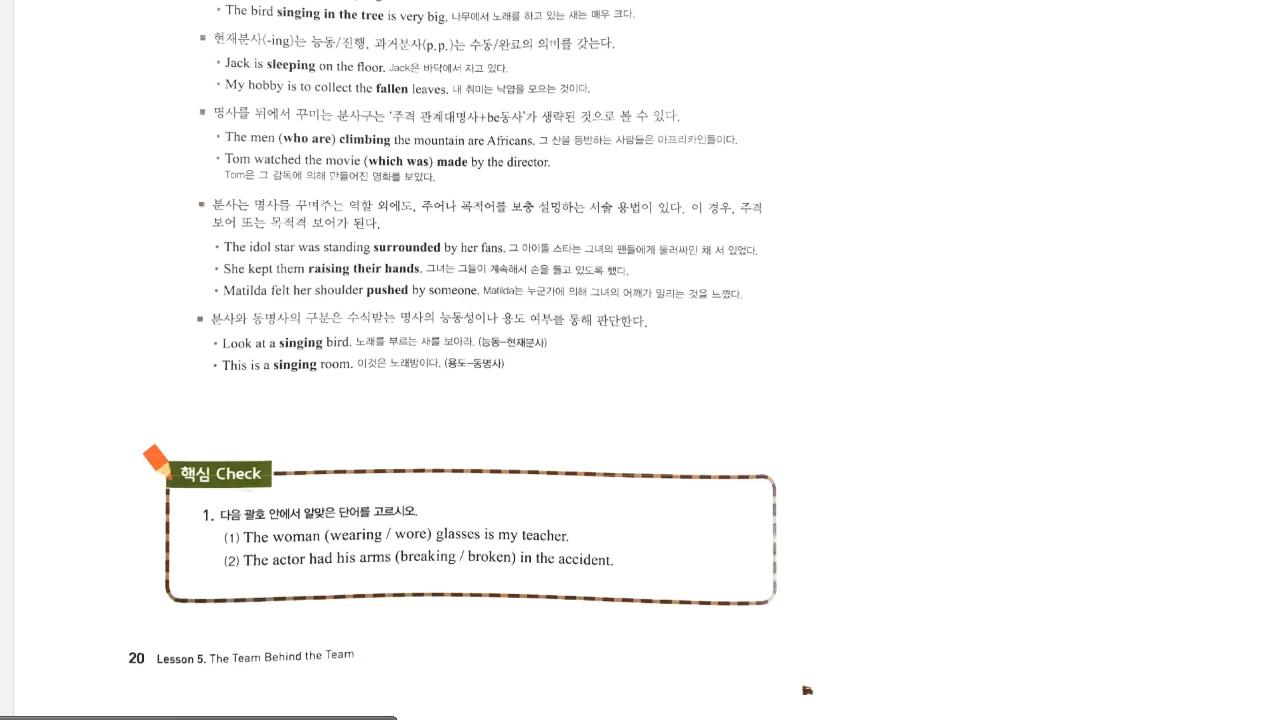 • The bird singing in the tree is very big. 나무에서 노래를 하고 있는 새는 매우 크다.
■ 현재분사(-ing)는 능동/진행, 과거분사(p.p.)는 수동/완료의 의미를 갖는다.
• Jack is sleeping on the floor. Jack은 바닥에서 자고 있다.
• My hobby is to collect the fallen leaves. 내 취미는 낙엽을 모으는 것이다.
■ 명사를 뒤에서 꾸미는 분사구는 '주격 관계대명사+be동사'가 생략된 것으로 볼 수 있다.
• The men (who are) climbing the mountain are Africans. 그 산을 등반하는 사람들은 아프리카인들이다.
• Tom watched the movie (which was) made by the director.
Tom은 그 감독에 의해 만들어진 영화를 보았다.
■ 분사는 명사를 꾸며주는 역할 외에도, 주어나 목적어를 보충 설명하는 서술 용법이 있다. 이 경우, 주격
보어 또는 목적격 보어가 된다.
• The idol star was standing surrounded by her fans. 그 아이돌 스타는 그녀의 팬들에게 둘러싸인 채 서 있었다.
• She kept them raising their hands. 그녀는 그들이 계속해서 손을 들고 있도록 했다.
• Matilda felt her shoulder pushed by someone. Matilda는 누군가에 의해 그녀의 어깨가 밀리는 것을 느꼈다.
■ 분사와 동명사의 구분은 수식받는 명사의 능동성이나 용도 여부를 통해 판단한다.
• Look at a singing bird. 노래를 부르는 새를 보아라. (능동–현재분사)
• This is a singing room. 이것은 노래방이다. (용도–동명사)
핵심 Check
1. 다음 괄호 안에서 알맞은 단어를 고르시오.
(1) The woman (wearing / wore) glasses is my teacher.
(2) The actor had his arms (breaking / broken) in the accident.
20 Lesson 5. The Team Behind the Team